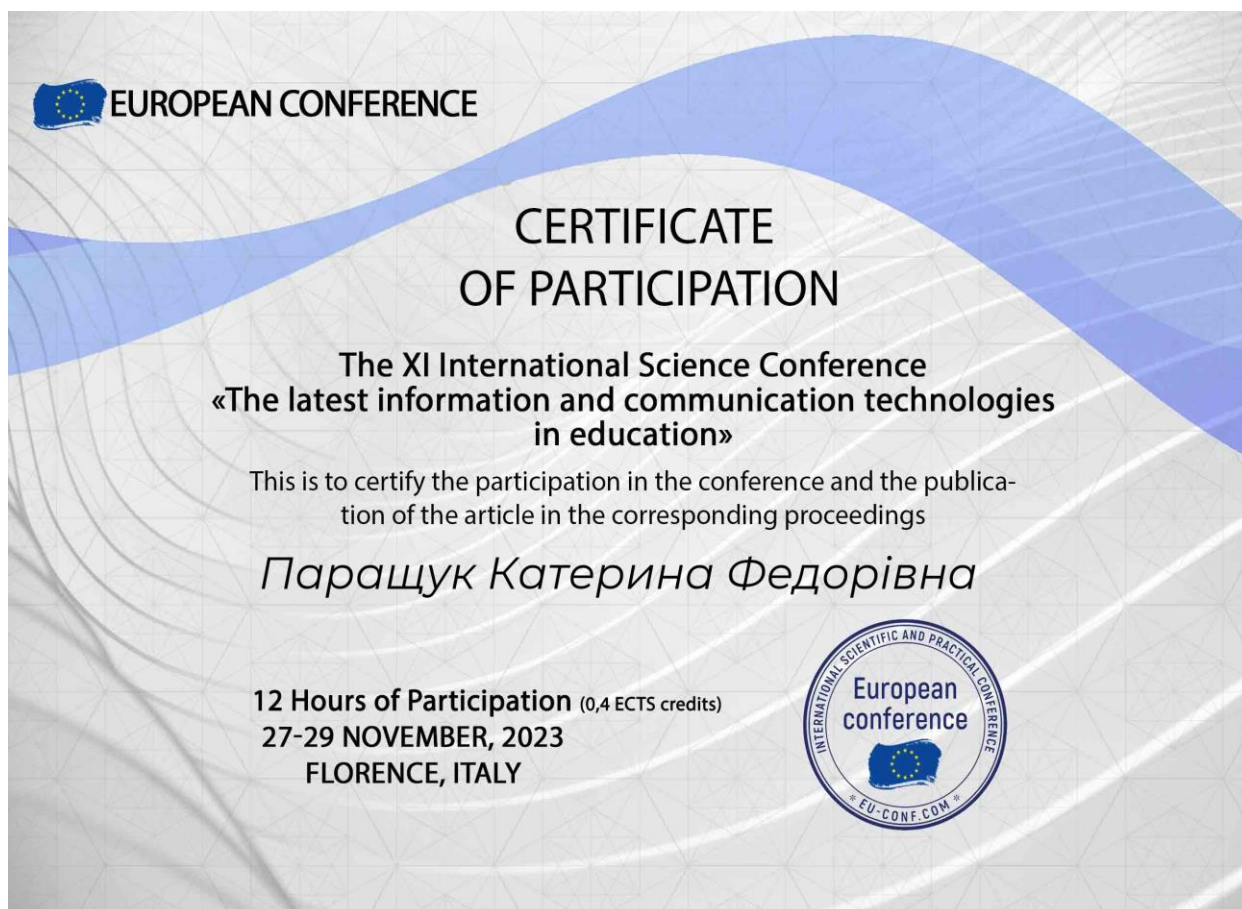 EUROPEAN CONFERENCE
CERTIFICATE
OF PARTICIPATION
The XI International Science Conference
«The latest information and communication technologies
in education»
This is to certify the participation in the conference and the publica-
tion of the article in the corresponding proceedings
Паращук Катерина Федорівна
12 Hours of Participation (0,4 ECTS credits)
27-29 NOVEMBER, 2023
FLORENCE, ITALY
INTERNATIONAL SCIENTIFIC AND PRACTICAL CONFERENCE
European
conference
* EU-CONF.COM *